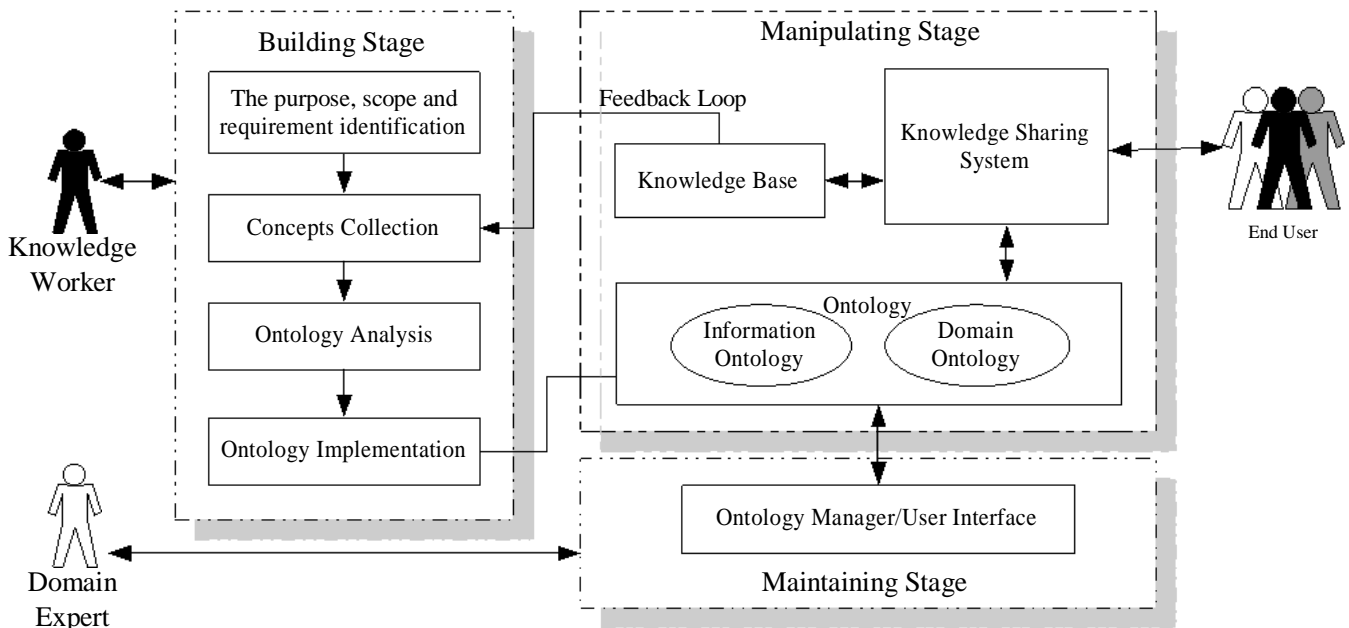 Building Stage
The purpose, scope and
requirement identification
Concepts Collection
Ontology Analysis
Ontology Implementation
Knowledge
Worker
Domain
Expert
Manipulating Stage
Feedback Loop
Knowledge Base
Knowledge Sharing
System
End User
Ontology
Information
Ontology
Domain
Ontology
Ontology Manager/User Interface
Maintaining Stage